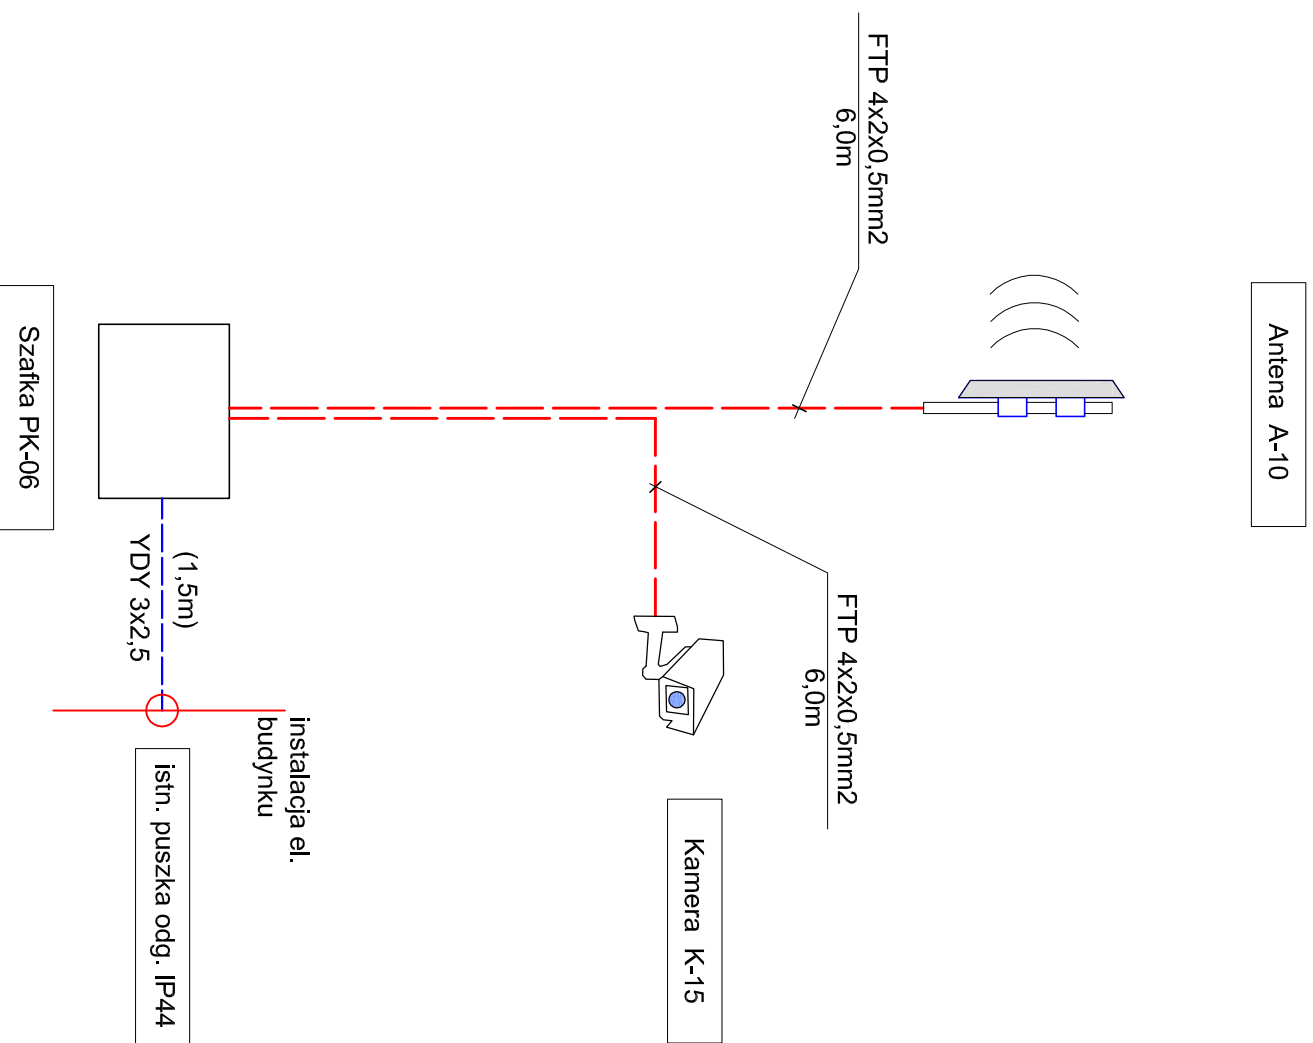 Antena A-10
FTP 4x2x0,5mm2
6,0m
FTP 4x2x0,5mm2
6,0m
Kamera K-15
instalacja el.
budynku
(1,5m)
YDY 3x2,5
istn. puszka odg. IP44
Szafka PK-06